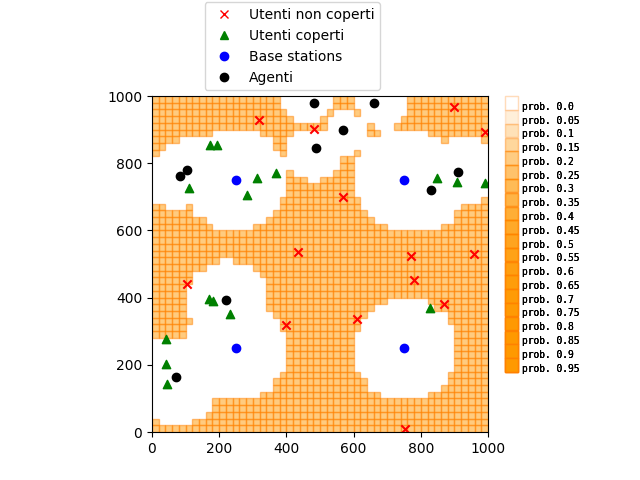 Utenti non coperti
Utenti coperti
Base stations
Agenti
1000
800
600
400
200
0
0
200
400
600
800
1000
prob. 0.0
prob. 0.05
prob. 0.1
prob. 0.15
prob. 0.2
prob. 0.25
prob. 0.3
prob. 0.35
prob. 0.4
prob. 0.45
prob. 0.5
prob. 0.55
prob. 0.6
prob. 0.65
prob. 0.7
prob. 0.75
prob. 0.8
prob. 0.85
prob. 0.9
prob. 0.95